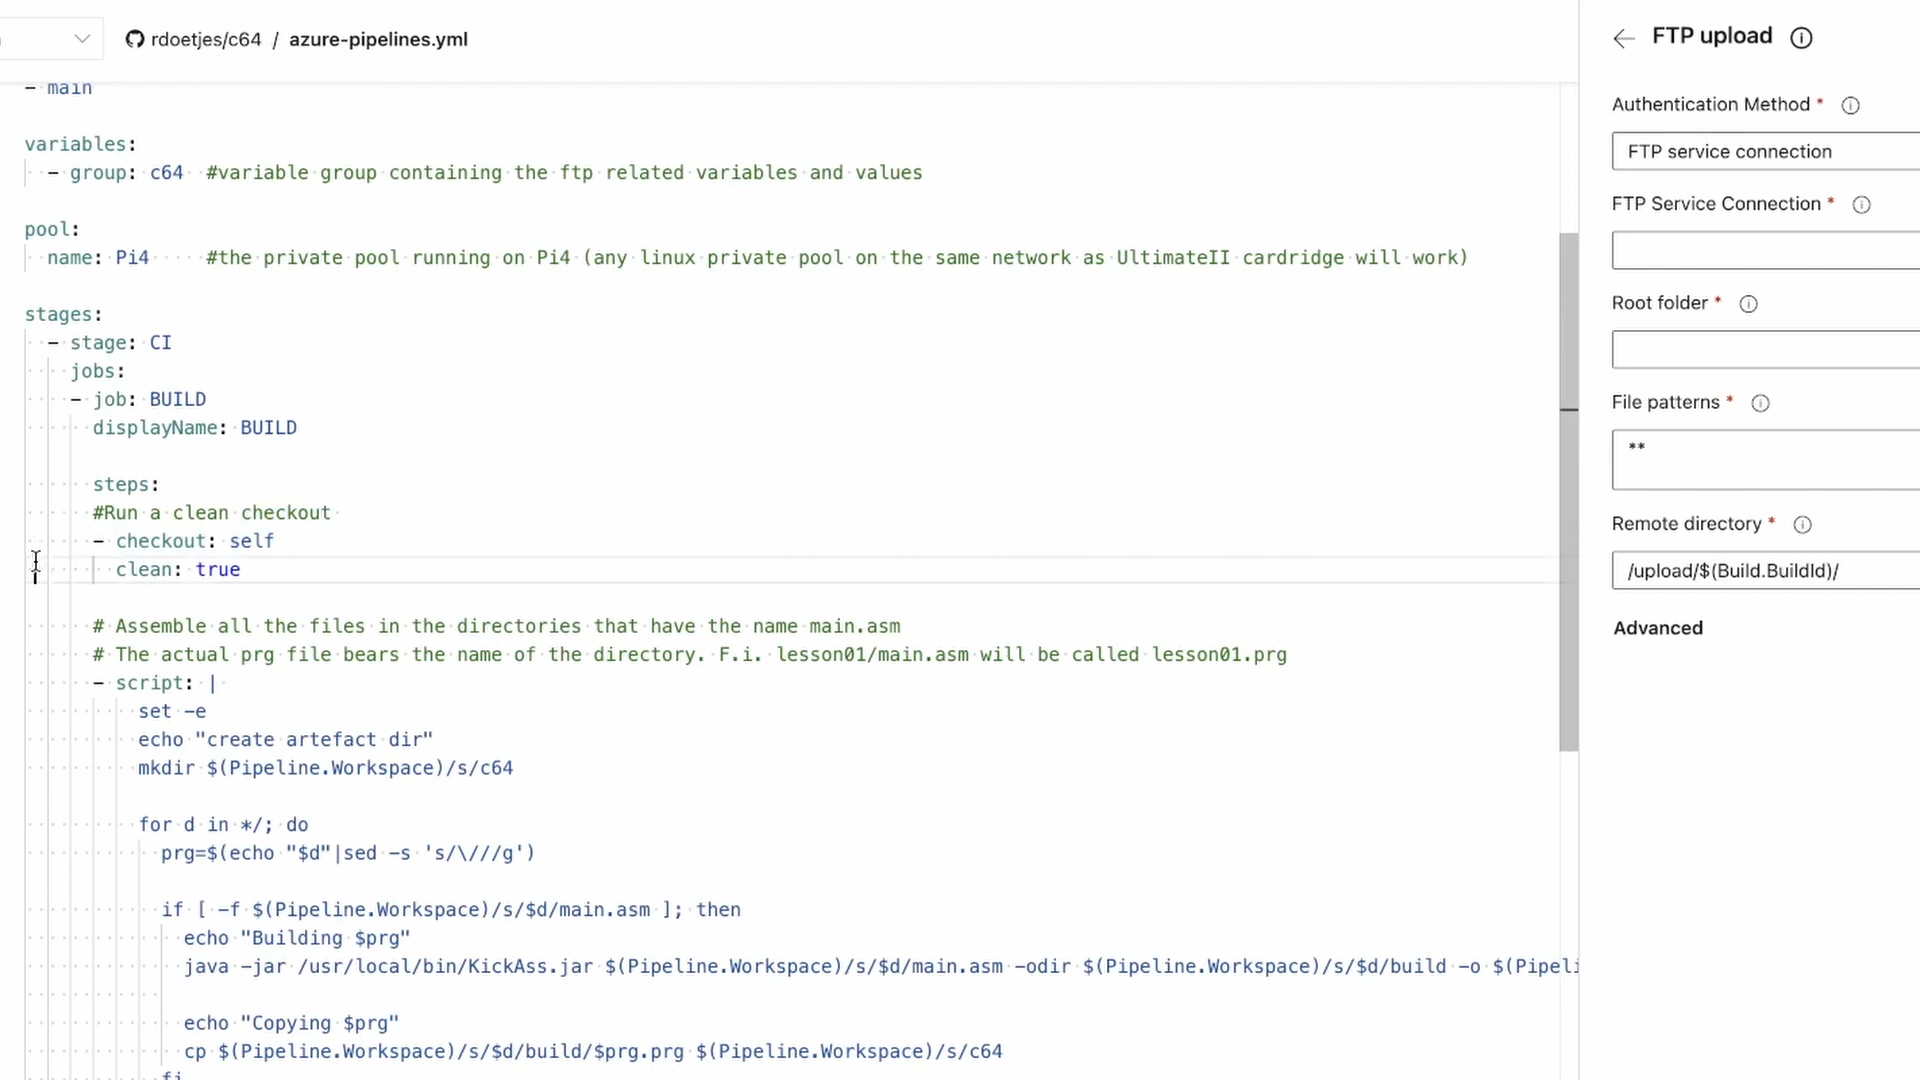 rdoetjes/c64 / azure-pipelines.yml
- main
variables:
- group: c64 #variable group containing the ftp related variables and values
pool:
name: Pi4 #the private pool running on Pi4 (any linux private pool on the same network as UltimateII cardridge will work)
stages:
- stage: CI
jobs:
- job: BUILD
displayName: BUILD
steps:
#Run a clean checkout
- checkout: self
clean: true
# Assemble all the files in the directories that have the name main.asm
# The actual prg file bears the name of the directory. F.i. lesson01/main.asm will be called lesson01.prg
- script: |
set -e
echo "create artefact dir"
mkdir $(Pipeline.Workspace)/s/c64
for d in */; do
prg=$(echo "$d"|sed -s 's/\///g')
if [ -f $(Pipeline.Workspace)/s/$d/main.asm ]; then
echo "Building $prg"
java -jar /usr/local/bin/KickAss.jar $(Pipeline.Workspace)/s/$d/main.asm -odir $(Pipeline.Workspace)/s/$d/build -o $(Pipeli
echo "Copying $prg"
cp $(Pipeline.Workspace)/s/$d/build/$prg.prg $(Pipeline.Workspace)/s/c64
fi
FTP upload
Authentication Method *
FTP service connection
FTP Service Connection *
Root folder *
File patterns *
**
Remote directory *
/upload/$(Build.BuildId)/
Advanced